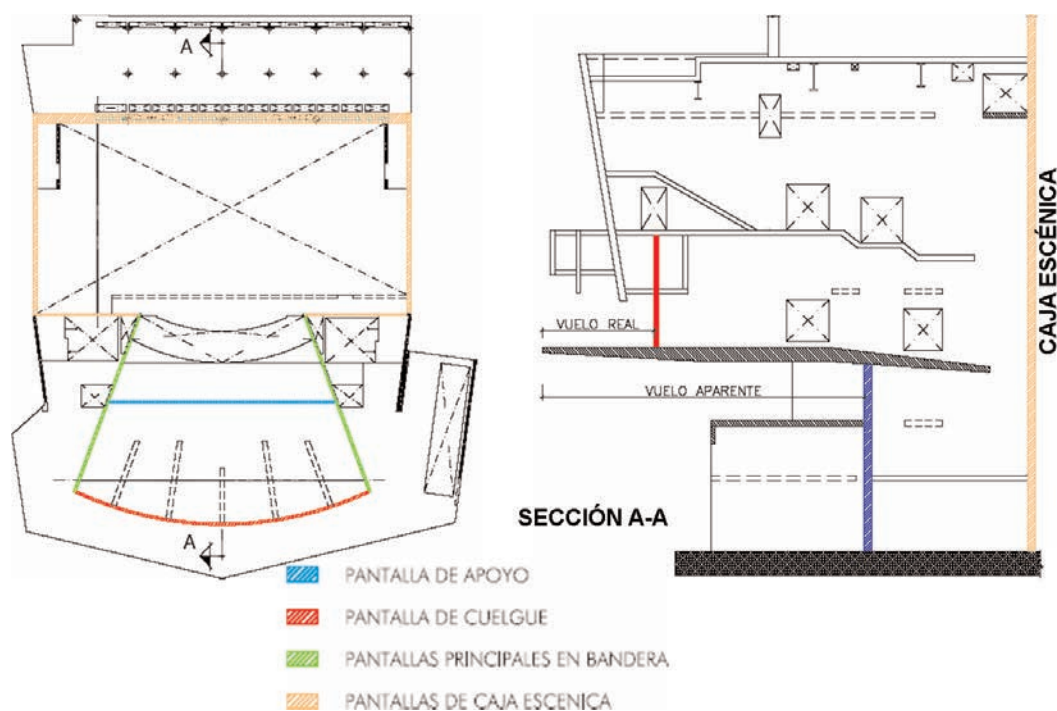 A
A
VUELO REAL
VUELO APARENTE
CAJA ESCÉNICA
SECCIÓN A-A
PANTALLA DE APOYO
PANTALLA DE CUELGUE
PANTALLAS PRINCIPALES EN BANDERA
PANTALLAS DE CAJA ESCENICA